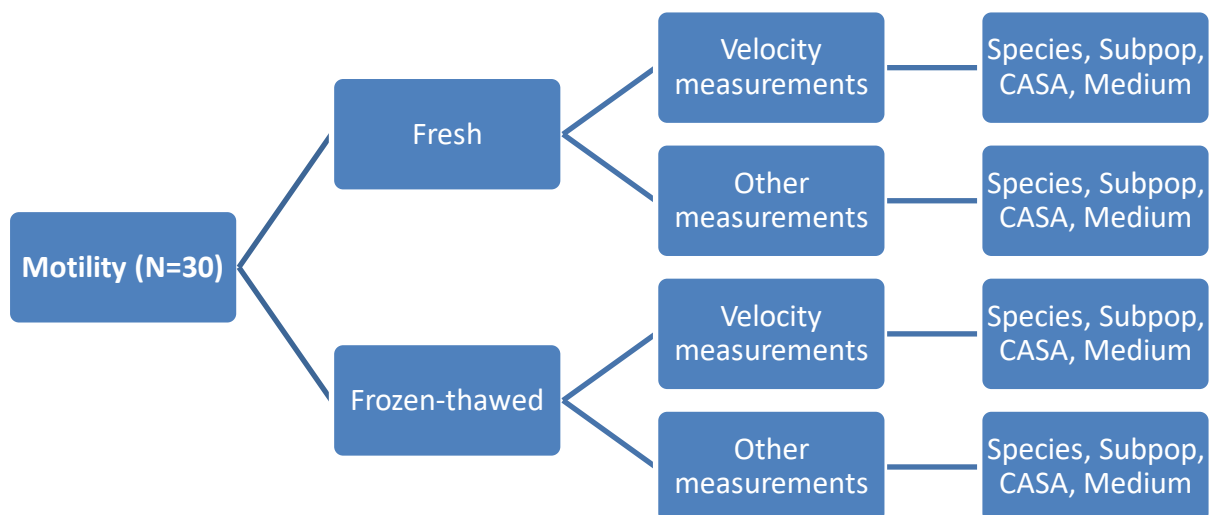 Motility (N=30)
Fresh
Velocity
measurements
Species, Subpop,
CASA, Medium
Other
measurements
Species, Subpop,
CASA, Medium
Frozen-thawed
Velocity
measurements
Species, Subpop,
CASA, Medium
Other
measurements
Species, Subpop,
CASA, Medium